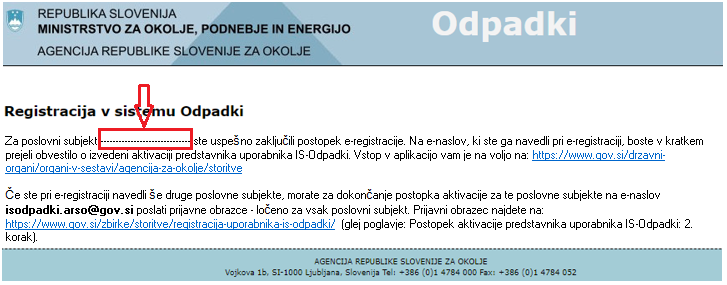 REPUBLIKA SLOVENIJA
MINISTRSTVO ZA OKOLJE, PODNEBJE IN ENERGIJO
AGENCIJA REPUBLIKE SLOVENIJE ZA OKOLJE
Odpadki
Registracija v sistemu Odpadki
Za poslovni subjekt ------------------------------ ste uspešno zaključili postopek e-registracije. Na e-naslov, ki ste ga navedli pri e-registraciji, boste v kratkem
prejeli obvestilo o izvedeni aktivaciji predstavnika uporabnika IS-Odpadki. Vstop v aplikacijo vam je na voljo na: https://www.gov.si/drzavni-
organi/organi-v-sestavi/agencija-za-okolje/storitve
Če ste pri e-registraciji navedli še druge poslovne subjekte, morate za dokončanje postopka aktivacije za te poslovne subjekte na e-naslov
isodpadki.arso@gov.si poslati prijavne obrazce - ločeno za vsak poslovni subjekt. Prijavni obrazec najdete na:
https://www.gov.si/zbirke/storitve/registracija-uporabnika-is-odpadki/ (glej poglavje: Postopek aktivacije predstavnika uporabnika IS-Odpadki: 2.
korak).
AGENCIJA REPUBLIKE SLOVENIJE ZA OKOLJE
Vojkova 1b, SI-1000 Ljubljana, Slovenija Tel: +386 (0)1 4784 000 Fax: +386 (0)1 4784 052